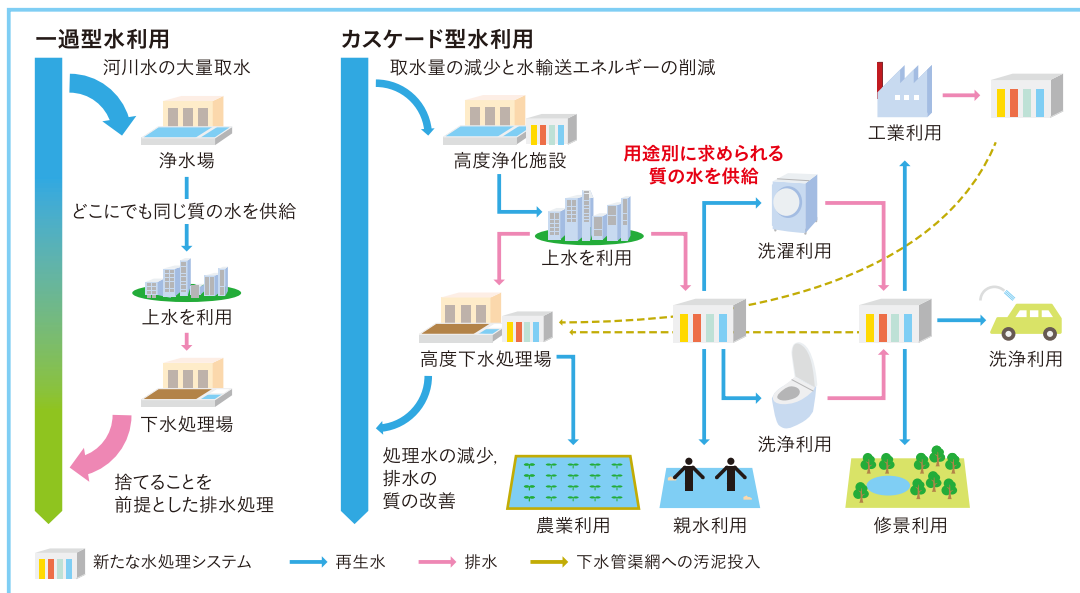 一過型水利用
河川水の大量取水
浄水場
どこにでも同じ質の水を供給
上水を利用
下水処理場
捨てることを
前提とした排水処理
カスケード型水利用
取水量の減少と水輸送エネルギーの削減
高度浄化施設
上水を利用
用途別に求められる
質の水を供給
工業利用
洗濯利用
高度下水処理場
洗浄利用
洗浄利用
処理水の減少,
排水の
質の改善
農業利用
親水利用
修景利用
新たな水処理システム
再生水
排水
下水管渠網への汚泥投入